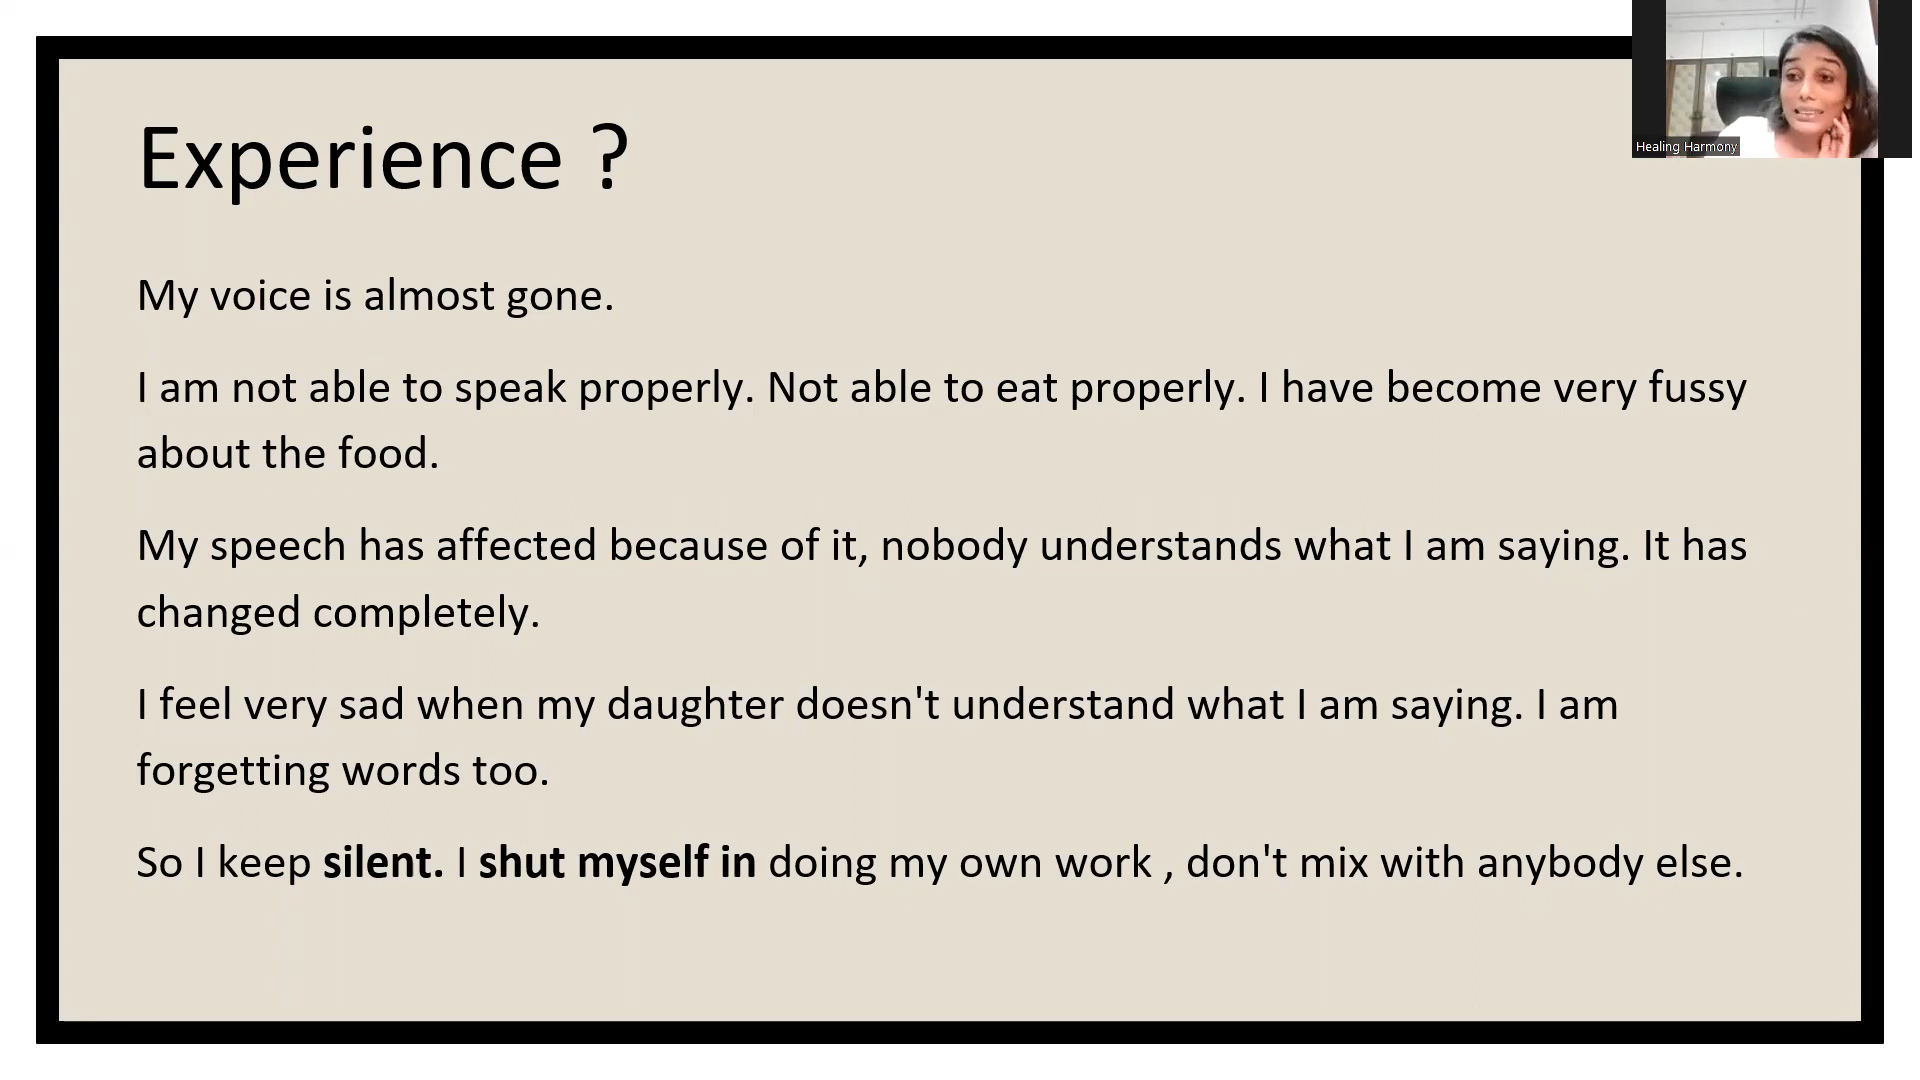 Experience ?
Healing Harmony
My voice is almost gone.
I am not able to speak properly. Not able to eat properly. I have become very fussy
about the food.
My speech has affected because of it, nobody understands what I am saying. It has
changed completely.
I feel very sad when my daughter doesn't understand what I am saying. I am
forgetting words too.
So I keep silent. I shut myself in doing my own work , don't mix with anybody else.